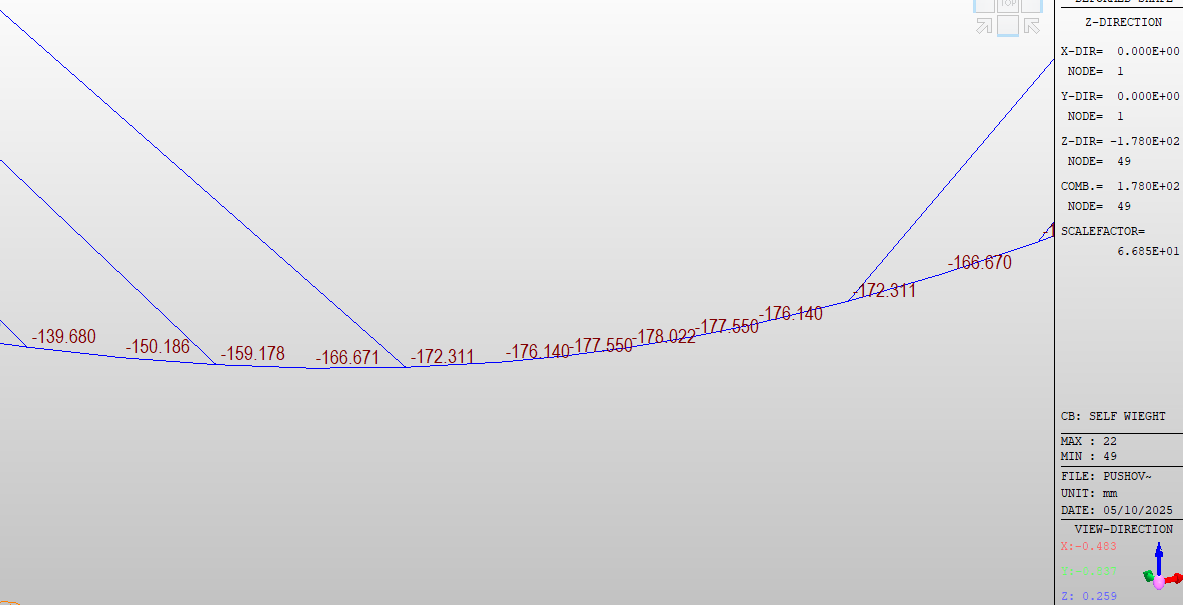 TOP
Z-DIRECTION
X-DIR= 0.000E+00
NODE= 1
Y-DIR= 0.000E+00
NODE= 1
Z-DIR= -1.780E+02
NODE= 49
COMB.= 1.780E+02
NODE= 49
SCALEFACTOR=
6.685E+01
-166.670
-172.311
-176.140
-177.550
-178.022
-177.550
-176.140
-172.311
-166.671
-159.178
-150.186
-139.680
CB: SELF WIEGHT
MAX : 22
MIN : 49
FILE: PUSHOV~
UNIT: mm
DATE: 05/10/2025
VIEW-DIRECTION
X:-0.483
Z: 0.259